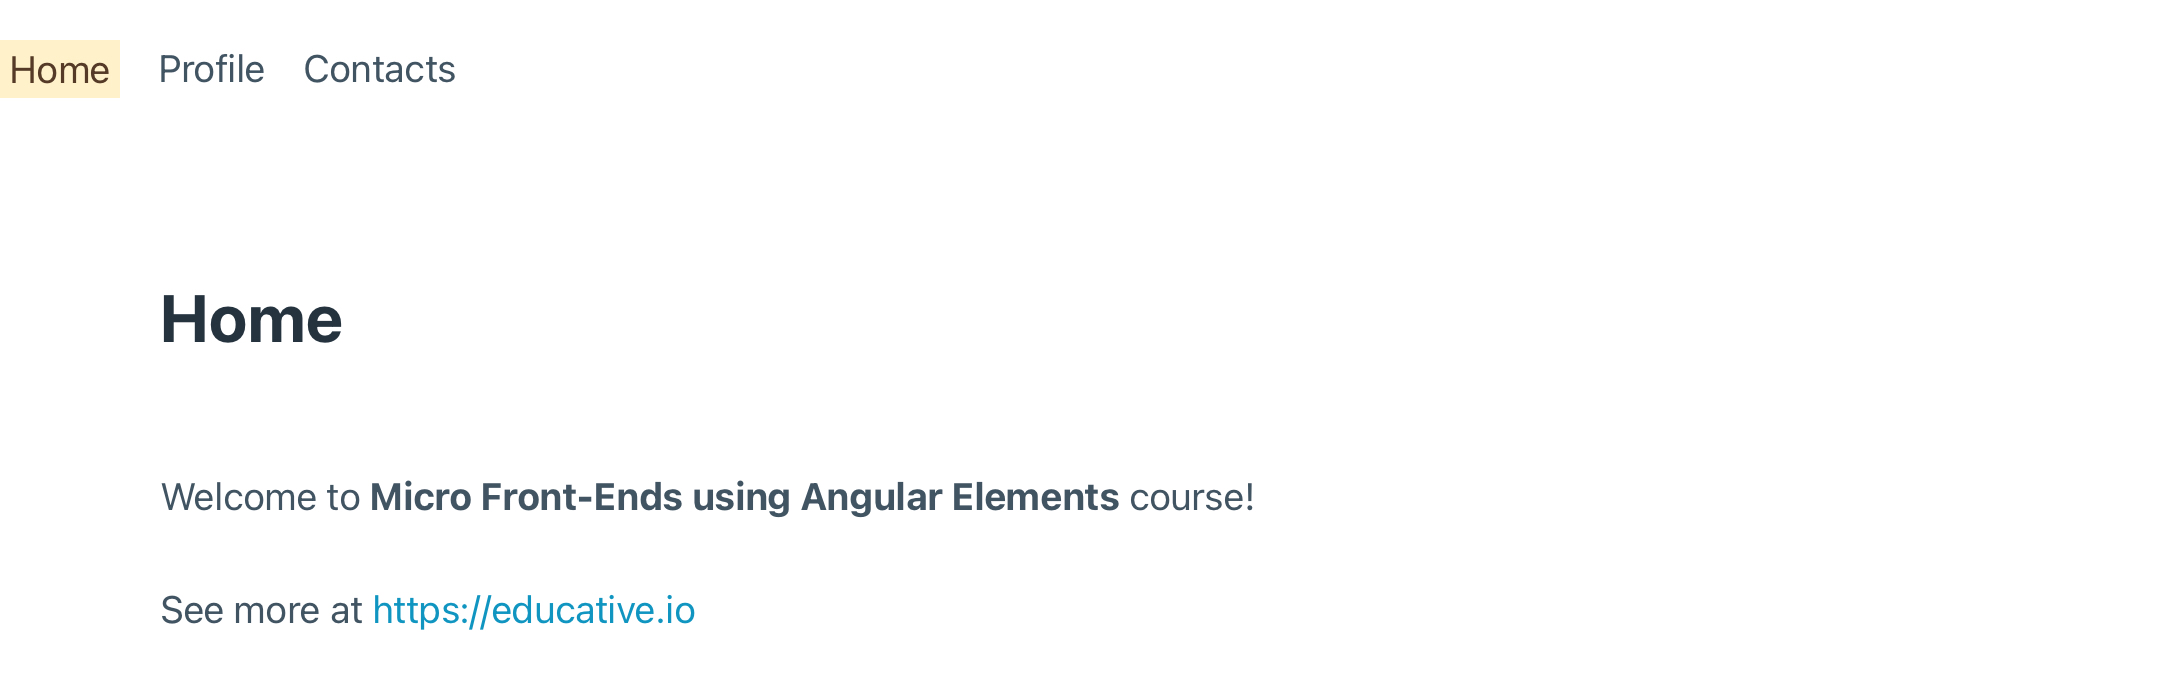 Home Profile Contacts
Home
Welcome to Micro Front-Ends using Angular Elements course!
See more at https://educative.io